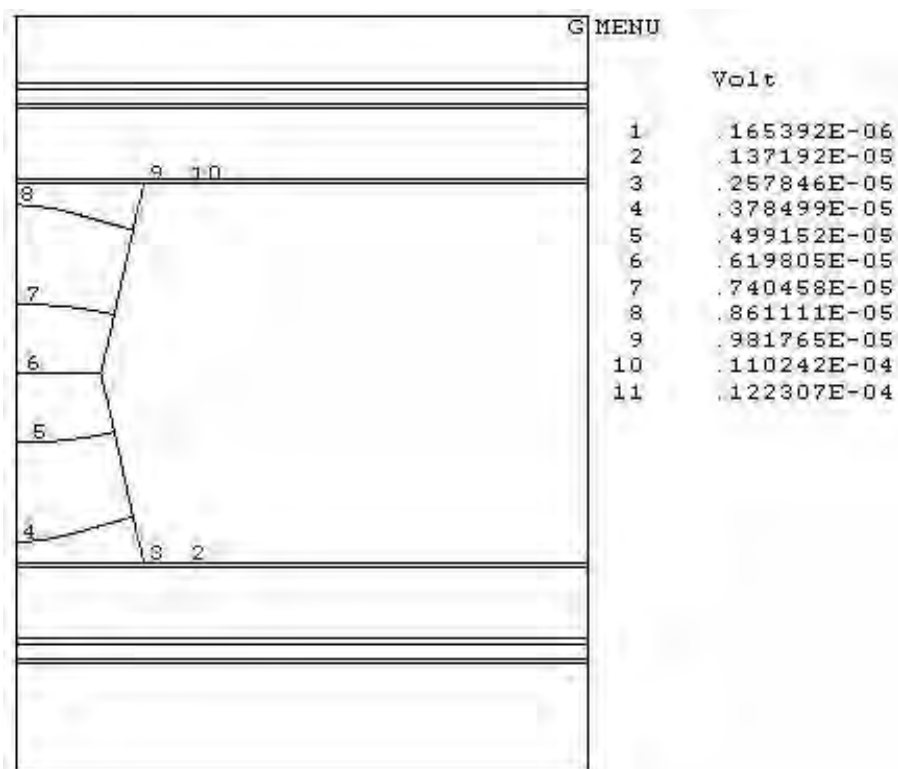 G MENU
Volt
1 .165392E-06
2 .137192E-05
3 .257846E-05
4 .378499E-05
5 .499152E-05
6 .619805E-05
7 .740458E-05
8 .861111E-05
9 .981765E-05
10 .110242E-04
11 .122307E-04
9 10
8
7
6
5
4
3 2